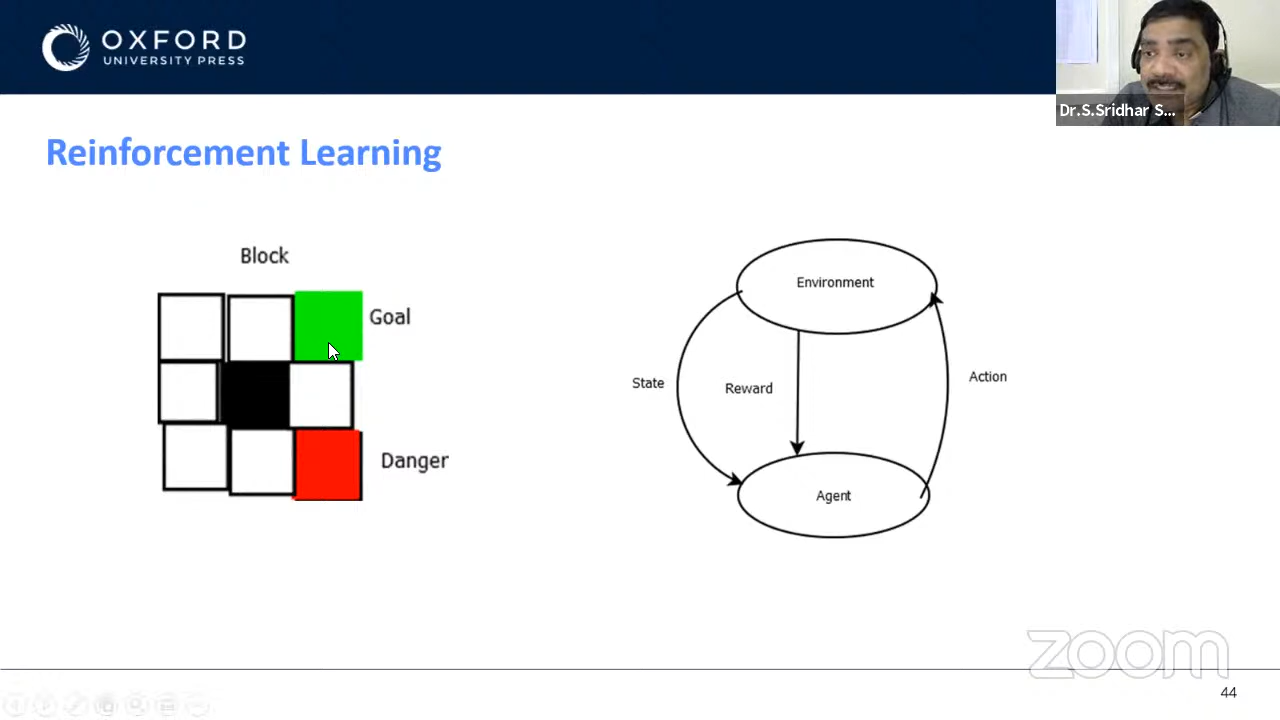 OXFORD
UNIVERSITY PRESS
Dr.S.Sridhar S...
Reinforcement Learning
Block
Goal
Danger
Environment
State
Reward
Action
Agent
zoom
44